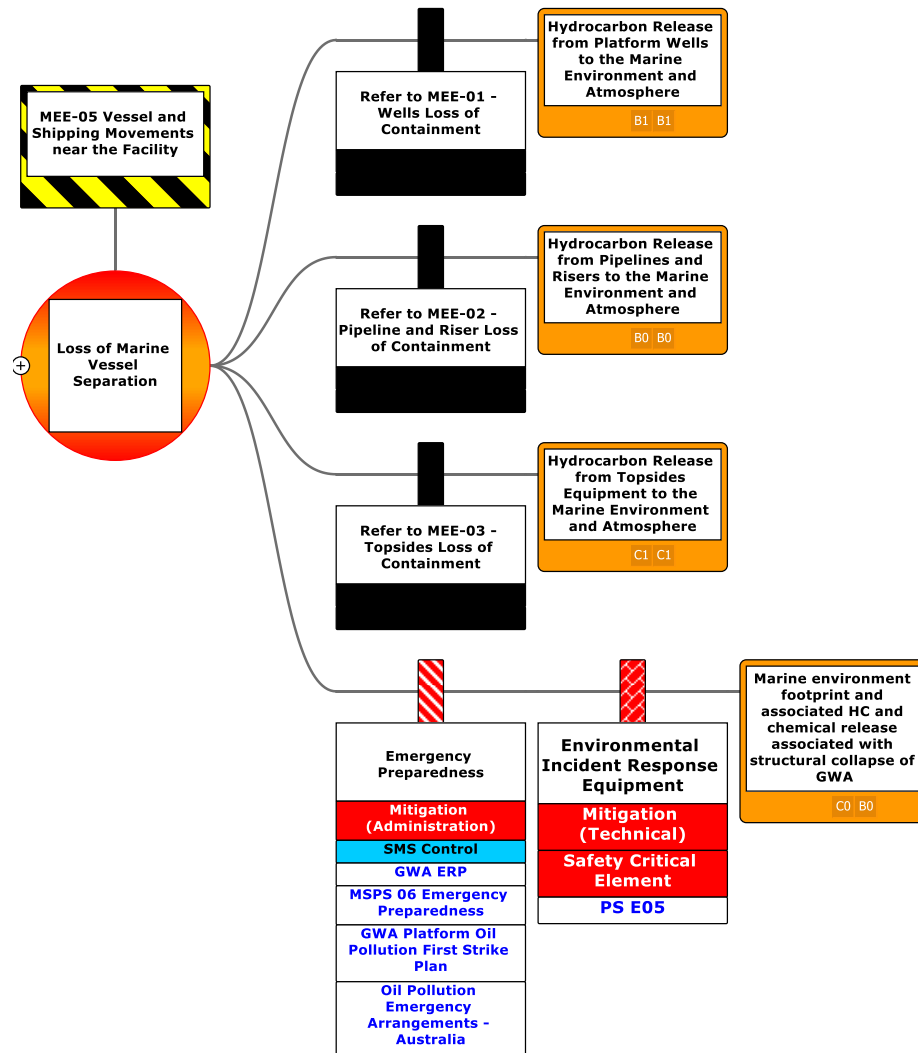 MEE-05 Vessel and
Shipping Movements
near the Facility
Loss of Marine
Vessel
Separation
+
Refer to MEE-01 -
Wells Loss of
Containment
Hydrocarbon Release
from Platform Wells
to the Marine
Environment and
Atmosphere
B1 B1
Refer to MEE-02 -
Pipeline and Riser Loss
of Containment
Hydrocarbon Release
from Pipelines and
Risers to the Marine
Environment and
Atmosphere
B0 B0
Refer to MEE-03 -
Topsides Loss of
Containment
Hydrocarbon Release
from Topsides
Equipment to the
Marine Environment
and Atmosphere
C1 C1
Emergency
Preparedness
Mitigation
(Administration)
SMS Control
GWA ERP
MSPS 06 Emergency
Preparedness
GWA Platform Oil
Pollution First Strike
Plan
Oil Pollution
Emergency
Arrangements -
Australia
Environmental
Incident Response
Equipment
Mitigation
(Technical)
Safety Critical
Element
PS E05
Marine environment
footprint and
associated HC and
chemical release
associated with
structural collapse of
GWA
C0 B0